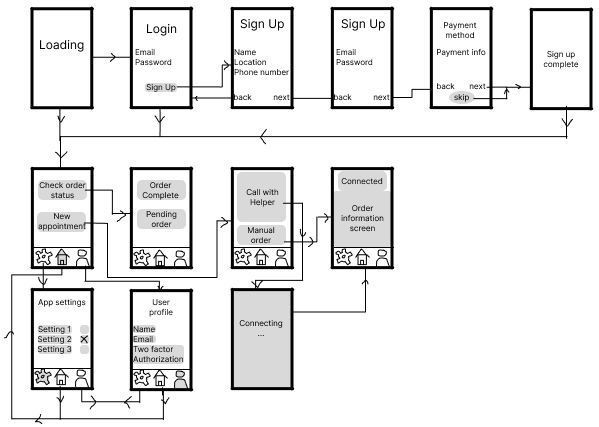 Loading
Login
Email
Password
Sign Up
Sign Up
Name
Location
Phone number
back next
Sign Up
Email
Password
back next
Payment
method
Payment info
back next
skip
Sign up
complete
Check order
status
New
appointment
Order
Complete
Pending
order
Call with
Helper
Manual
order
Connected
Order
information
screen
App settings
Setting 1
Setting 2
Setting 3
User
profile
Name
Email
Two factor
Authorization
Connecting
...